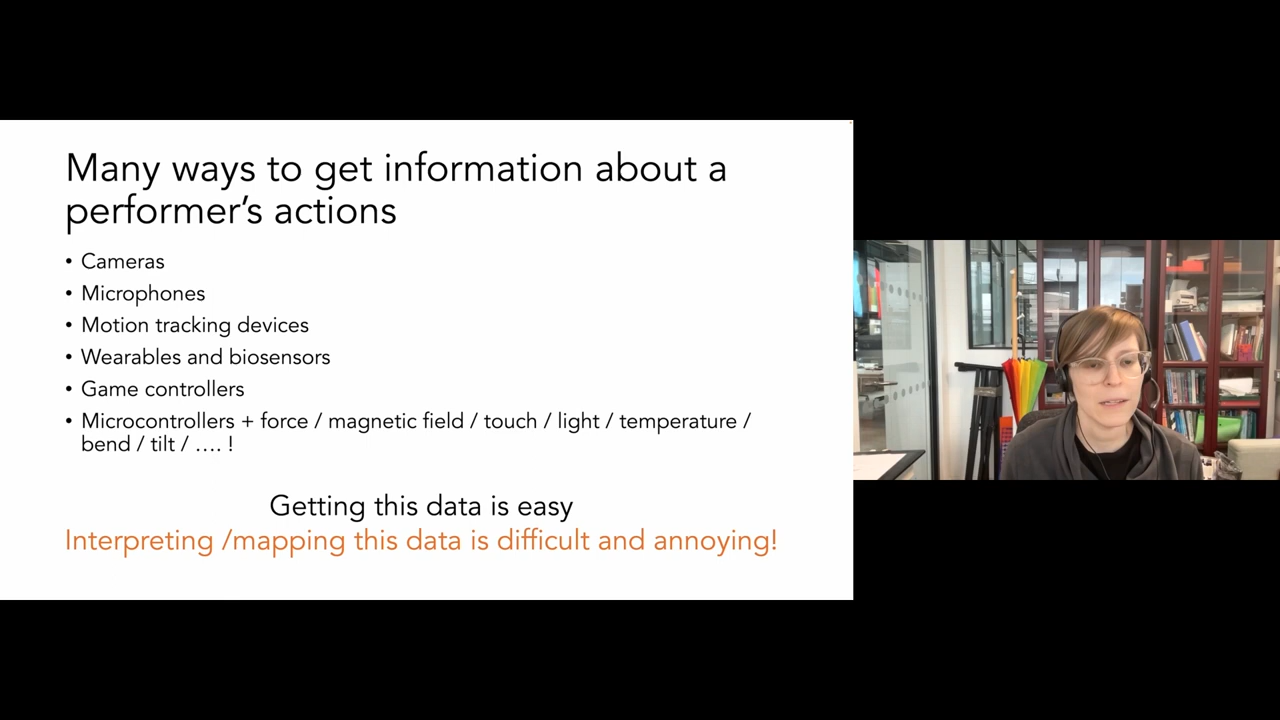 Many ways to get information about a
performer’s actions
• Cameras
• Microphones
• Motion tracking devices
• Wearables and biosensors
• Game controllers
• Microcontrollers + force / magnetic field / touch / light / temperature /
bend / tilt / …. !
Getting this data is easy
Interpreting /mapping this data is difficult and annoying!